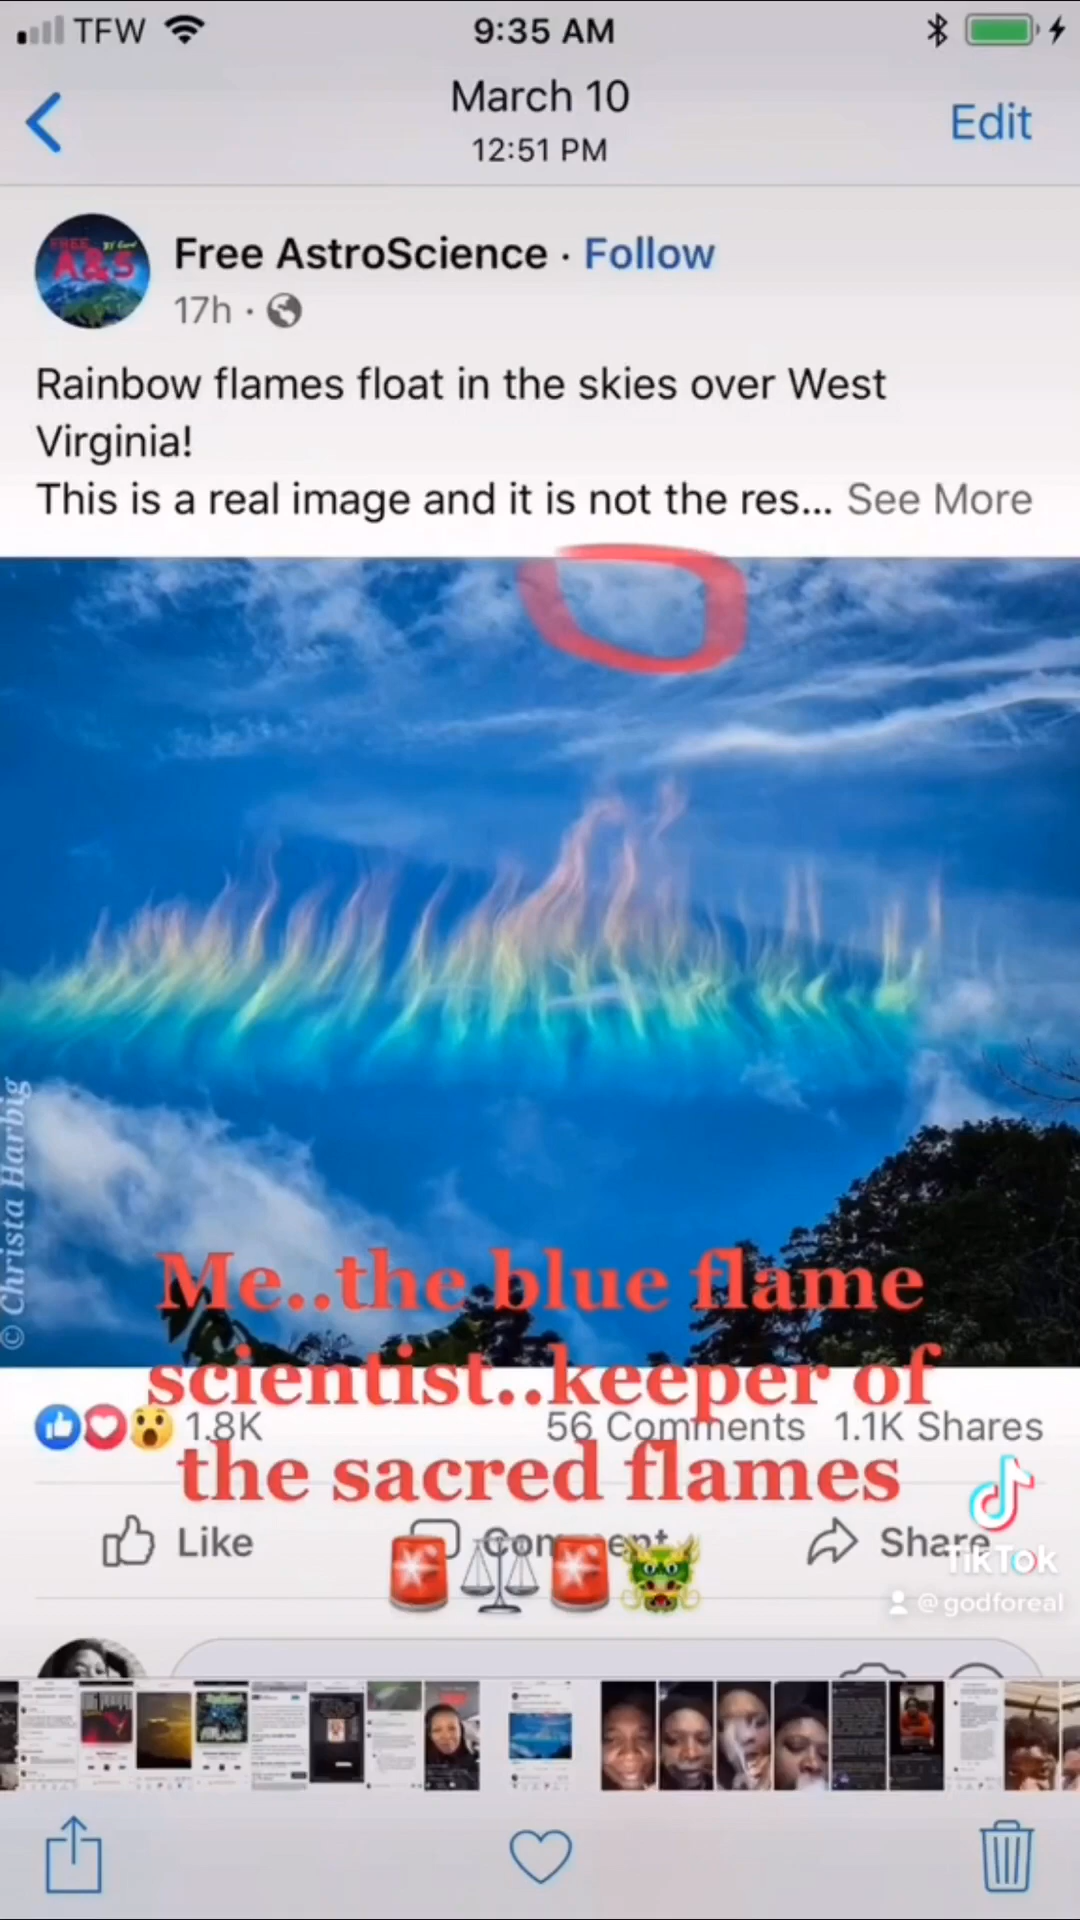 TFW
9:35 AM
March 10
12:51 PM
Edit
FREE BY
A&S
Free AstroScience · Follow
17h ·
Rainbow flames float in the skies over West
Virginia!
This is a real image and it is not the res... See More
© Christa Harbig
Me..the blue flame
scientist..keeper of
the sacred flames
1.8K
56 Comments 1.1K Shares
Like
Comment
Share
TikTok
@godforeal